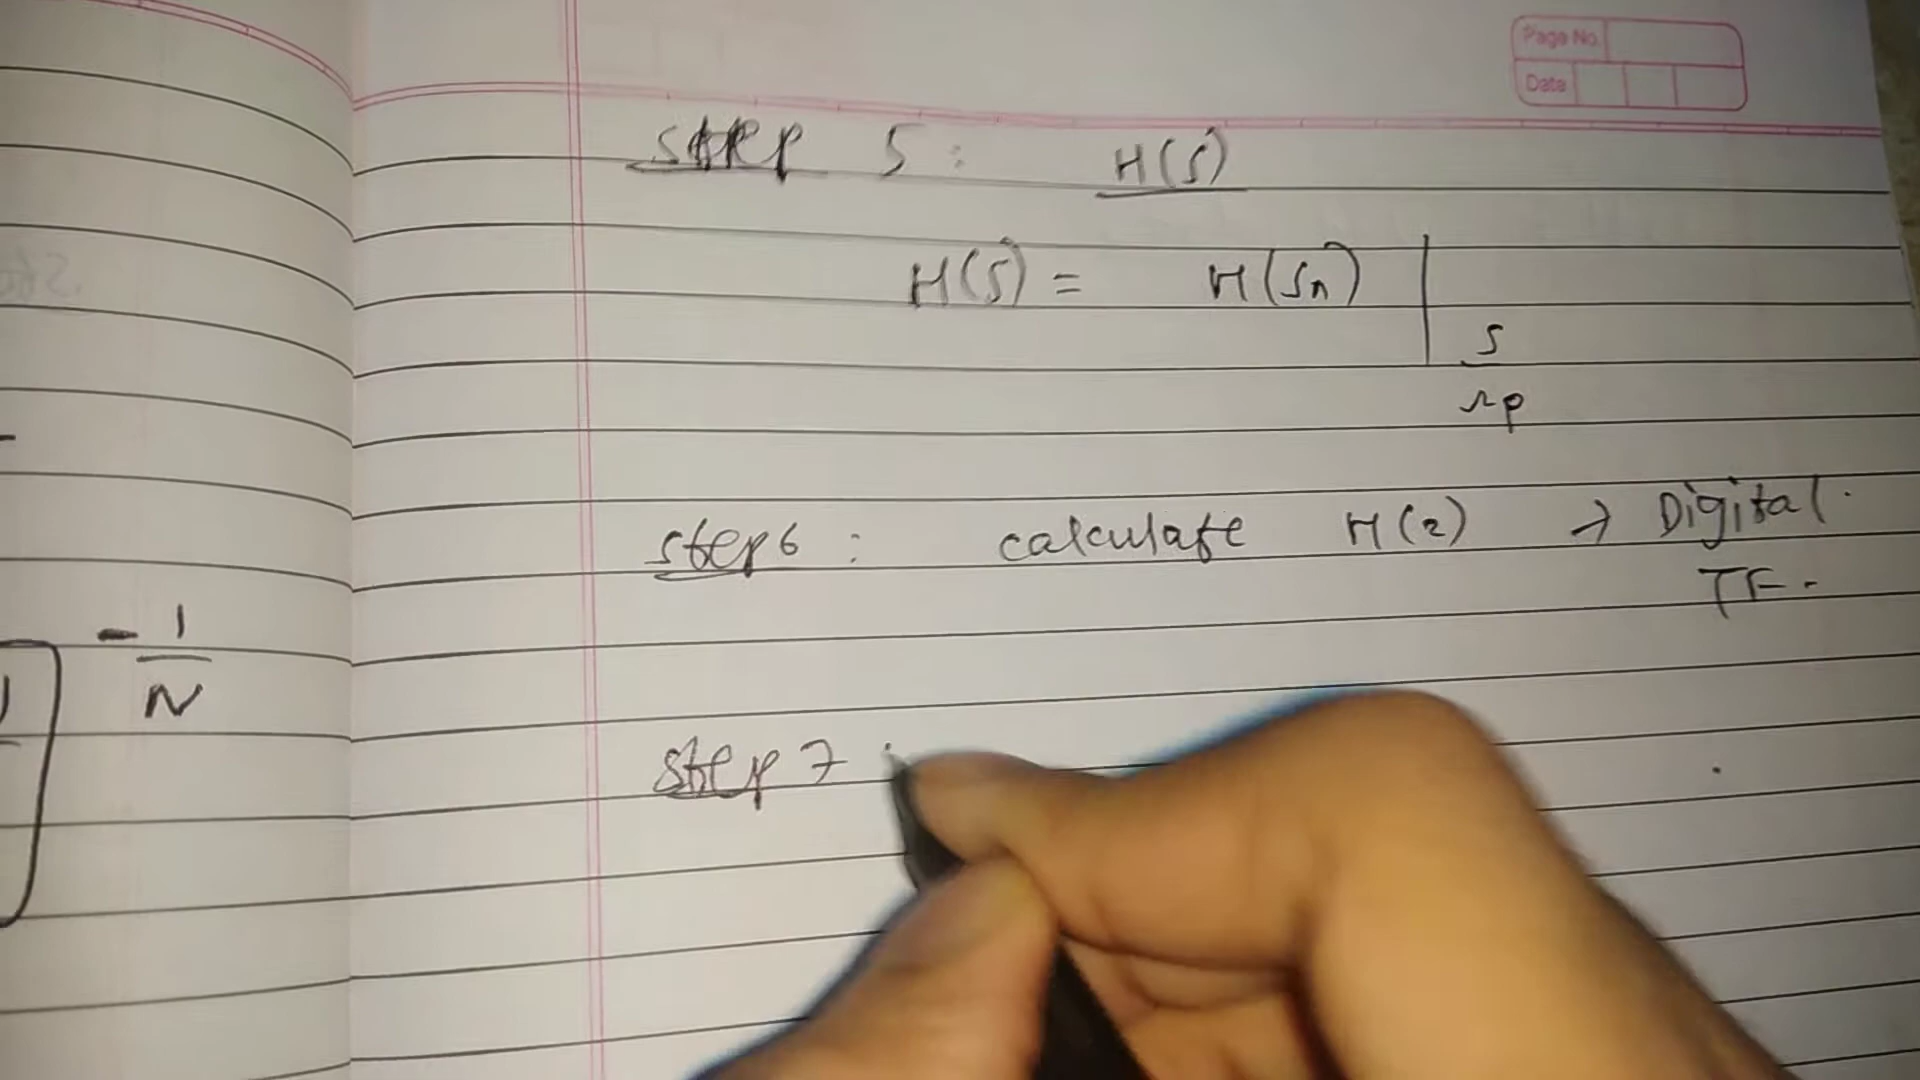 Page No.
Date
Step 5 : H(s)
H(s) = H(sn) |
s
Ωp
Step 6 : calculate H(z) → Digital.
TF.
- 1
N
Step 7 :